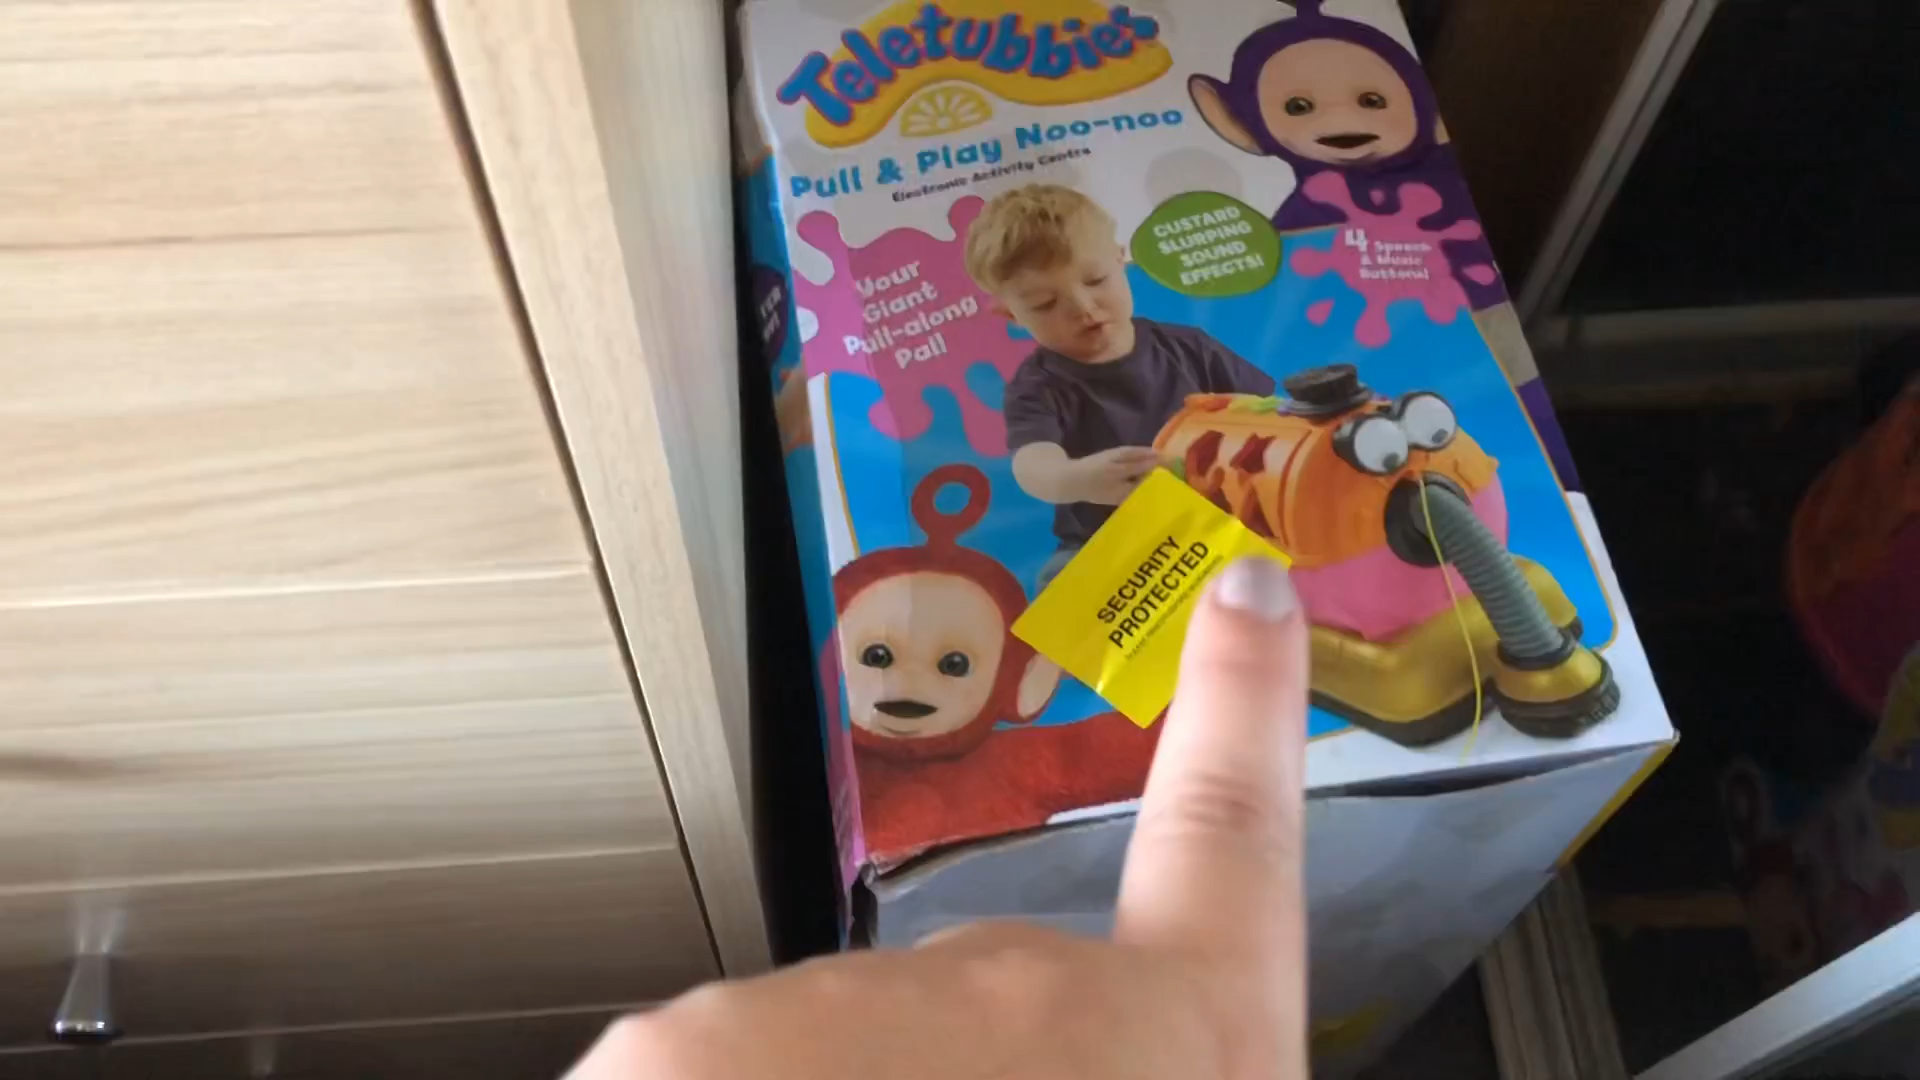 Teletubbies
Pull & Play Noo-noo
Electronic Activity Centre
CUSTARD
SLURPING
SOUND
EFFECTS!
4 Speech
& Music
Buttons!
Your
Giant
Pull-along
Pal!
SECURITY
PROTECTED